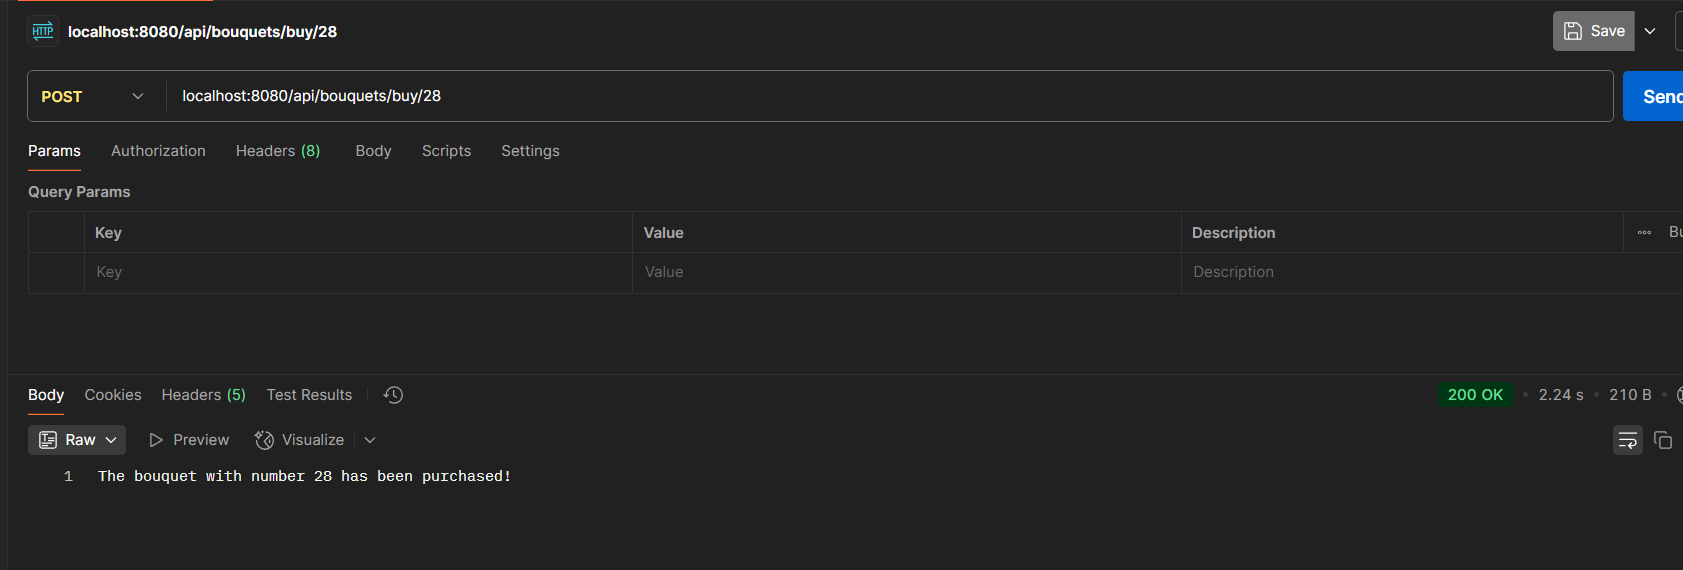 HTTP localhost:8080/api/bouquets/buy/28 Save
POST localhost:8080/api/bouquets/buy/28 Send
Params Authorization Headers (8) Body Scripts Settings
Query Params
Key Value Description
Key Value Description
Body Cookies Headers (5) Test Results 200 OK • 2.24 s • 210 B •
Raw Preview Visualize
1 The bouquet with number 28 has been purchased!